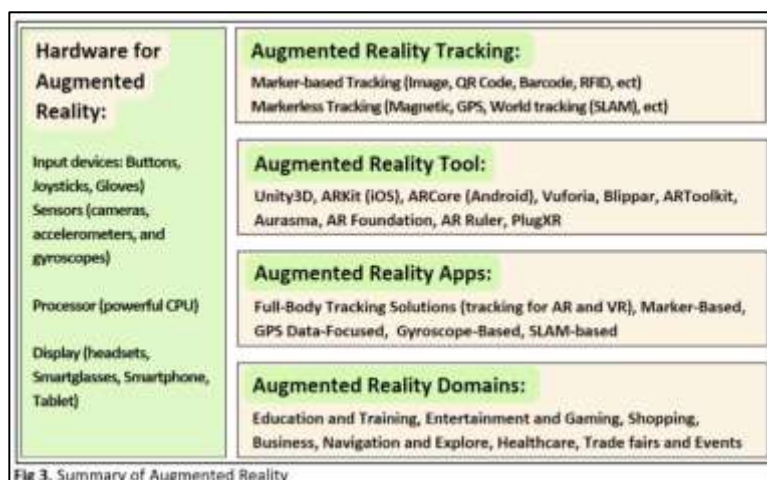 Hardware for
Augmented
Reality:
Input devices: Buttons,
Joysticks, Gloves)
Sensors (cameras,
accelerometers, and
gyroscopes)
Processor (powerful CPU)
Display (headsets,
Smartglasses, Smartphone,
Tablet)
Augmented Reality Tracking:
Marker-based Tracking (Image, QR Code, Barcode, RFID, ect)
Markerless Tracking (Magnetic, GPS, World tracking (SLAM), ect)
Augmented Reality Tool:
Unity3D, ARKit (iOS), ARCore (Android), Vuforia, Blippar, ARToolkit,
Aurasma, AR Foundation, AR Ruler, PlugXR
Augmented Reality Apps:
Full-Body Tracking Solutions (tracking for AR and VR), Marker-Based,
GPS Data-Focused, Gyroscope-Based, SLAM-based
Augmented Reality Domains:
Education and Training, Entertainment and Gaming, Shopping,
Business, Navigation and Explore, Healthcare, Trade fairs and Events
Fig 3. Summary of Augmented Reality